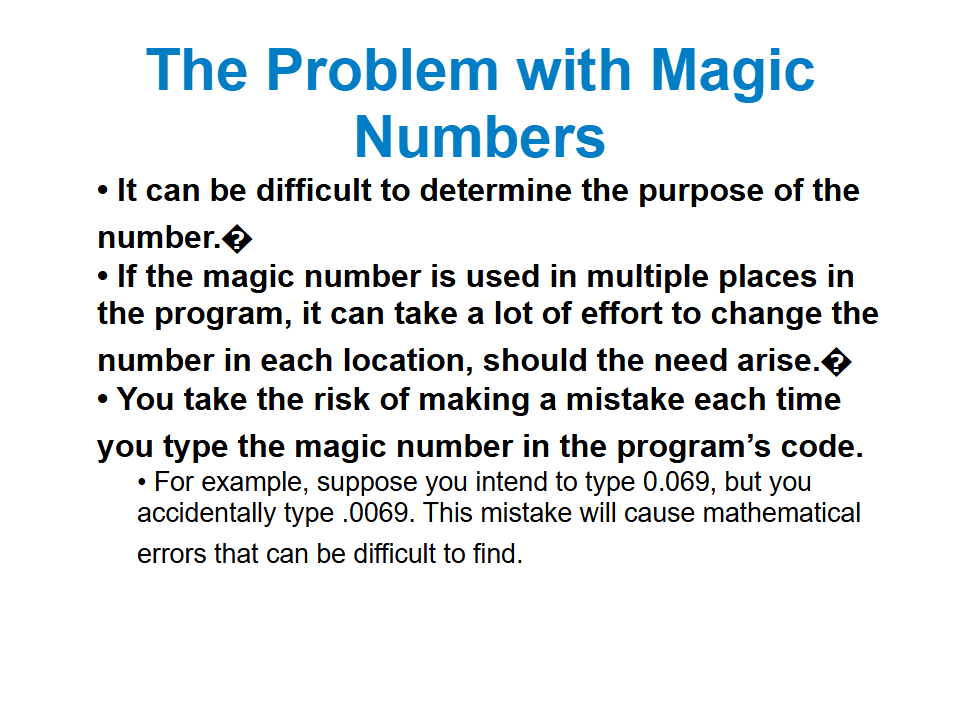 The Problem with Magic
Numbers
• It can be difficult to determine the purpose of the
number.�
• If the magic number is used in multiple places in
the program, it can take a lot of effort to change the
number in each location, should the need arise.�
• You take the risk of making a mistake each time
you type the magic number in the program’s code.
• For example, suppose you intend to type 0.069, but you
accidentally type .0069. This mistake will cause mathematical
errors that can be difficult to find.